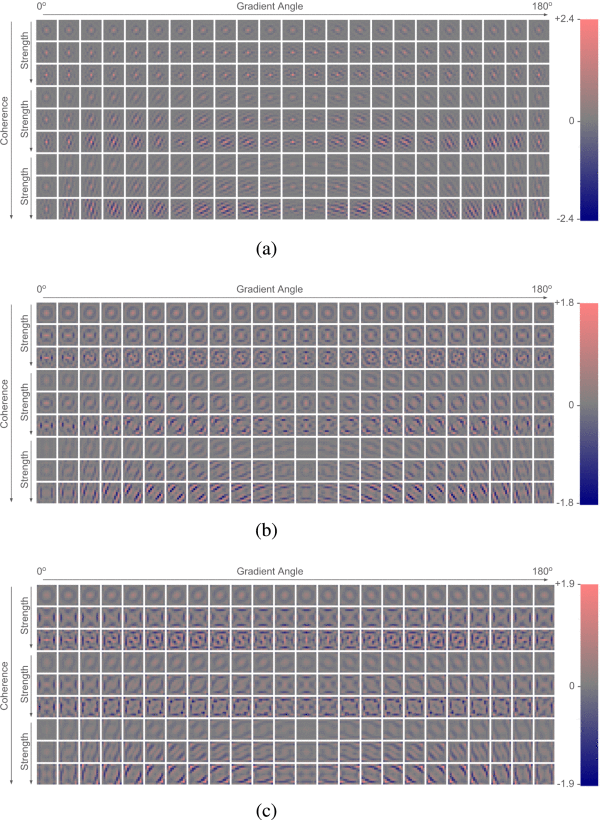 0° Gradient Angle 180°
Coherence
Strength
Strength
Strength
+2.4
0
-2.4
(a)
0° Gradient Angle 180°
Coherence
Strength
Strength
Strength
+1.8
0
-1.8
(b)
0° Gradient Angle 180°
Coherence
Strength
Strength
Strength
+1.9
0
-1.9
(c)